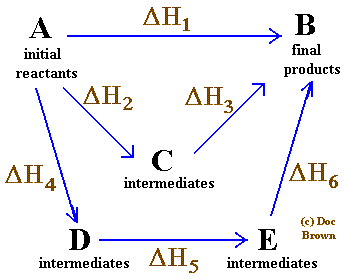 A
ΔH₁
B
initial
reactants
final
products
ΔH₂
ΔH₃
C
intermediates
ΔH₄
ΔH₆
D
intermediates
ΔH₅
E
intermediates
(c) Doc
Brown